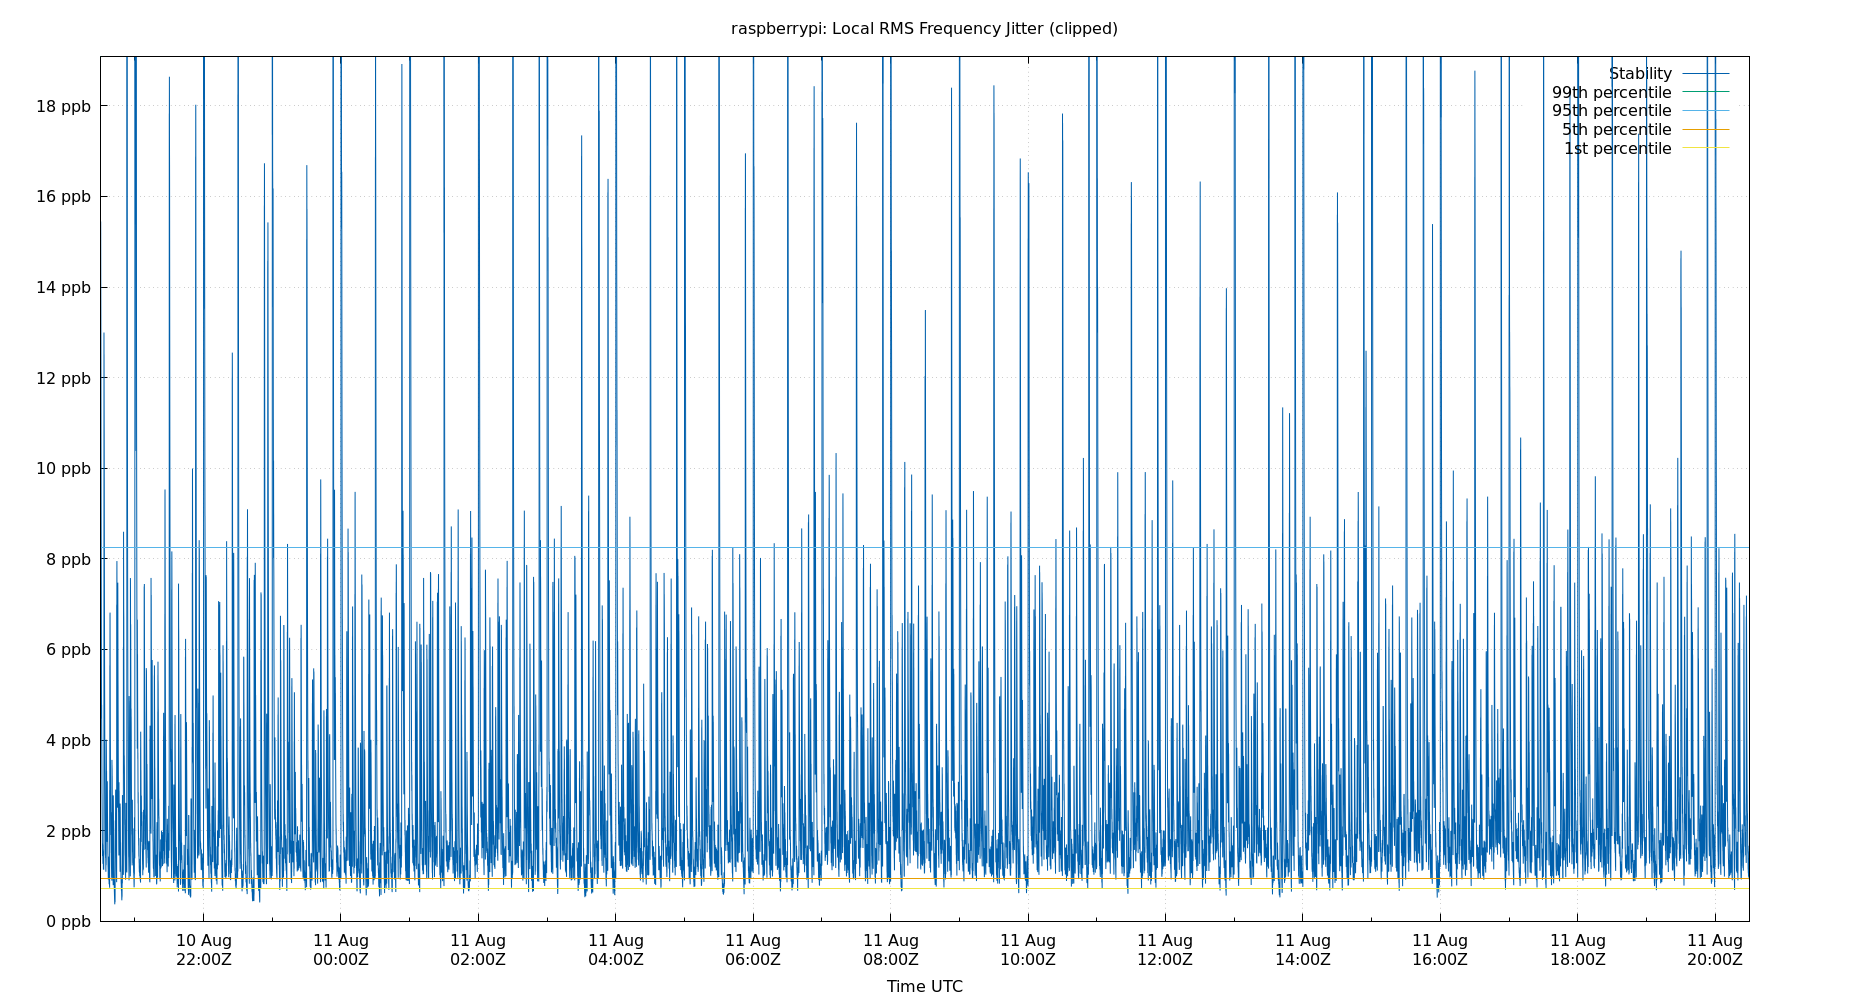 raspberrypi: Local RMS Frequency Jitter (clipped)
Stability
99th percentile
95th percentile
5th percentile
1st percentile
18 ppb
16 ppb
14 ppb
12 ppb
10 ppb
8 ppb
6 ppb
4 ppb
2 ppb
0 ppb
10 Aug 11 Aug 11 Aug 11 Aug 11 Aug 11 Aug 11 Aug 11 Aug 11 Aug 11 Aug 11 Aug 11 Aug
22:00Z 00:00Z 02:00Z 04:00Z 06:00Z 08:00Z 10:00Z 12:00Z 14:00Z 16:00Z 18:00Z 20:00Z
Time UTC